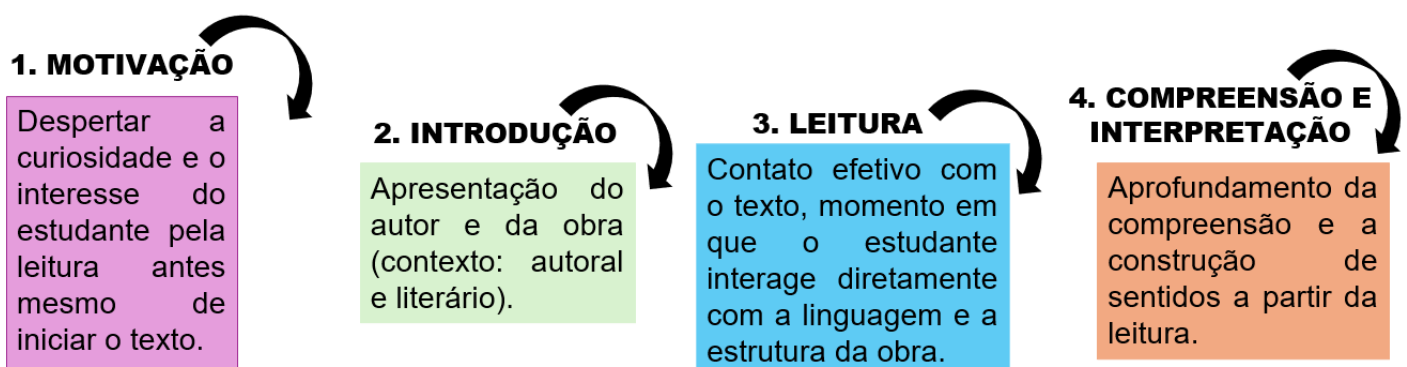 1. MOTIVAÇÃO
Despertar a
curiosidade e o
interesse do
estudante pela
leitura antes
mesmo de
iniciar o texto.
2. INTRODUÇÃO
Apresentação do
autor e da obra
(contexto: autoral
e literário).
3. LEITURA
Contato efetivo com
o texto, momento em
que o estudante
interage diretamente
com a linguagem e a
estrutura da obra.
4. COMPREENSÃO E
INTERPRETAÇÃO
Aprofundamento da
compreensão e a
construção de
sentidos a partir da
leitura.